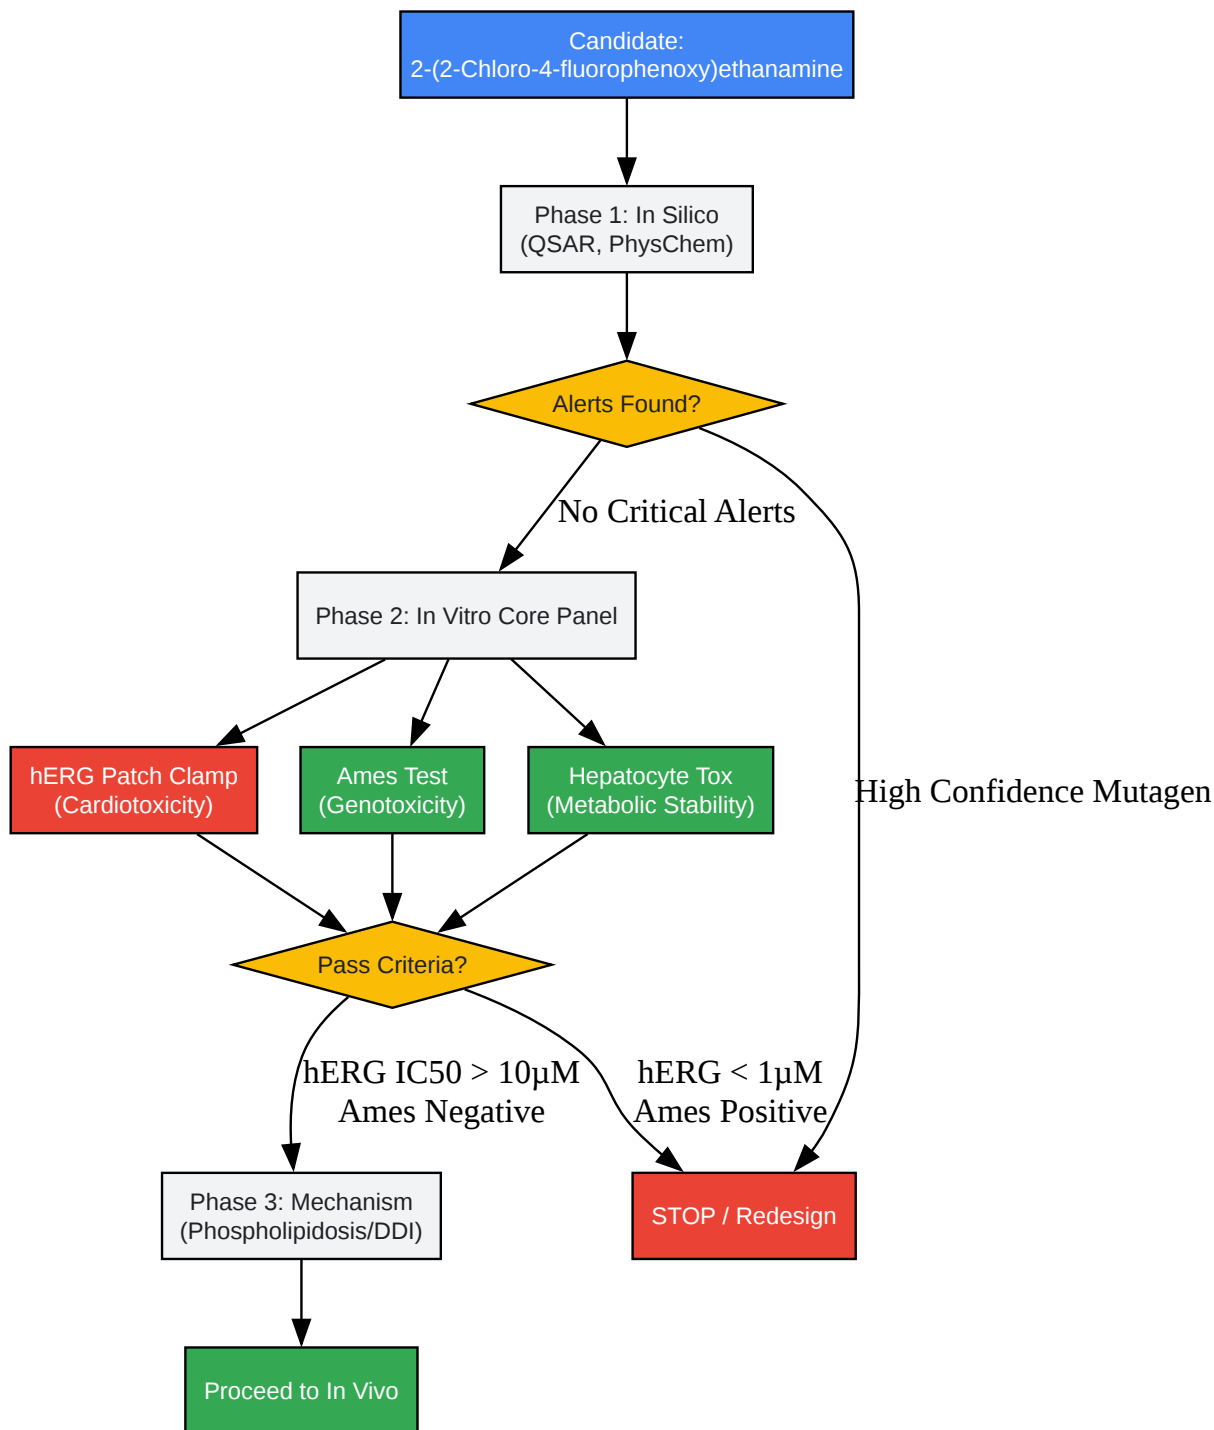 Candidate:
2-(2-Chloro-4-fluorophenoxy)ethanamine
Phase 1: In Silico
(QSAR, PhysChem)
Alerts Found?
No Critical Alerts
Phase 2: In Vitro Core Panel
hERG Patch Clamp
(Cardiotoxicity)
Ames Test
(Genotoxicity)
Hepatocyte Tox
(Metabolic Stability)
High Confidence Mutagen
Pass Criteria?
hERG IC50 > 10µM
Ames Negative
hERG < 1µM
Ames Positive
Phase 3: Mechanism
(Phospholipidosis/DDI)
STOP / Redesign
Proceed to In Vivo